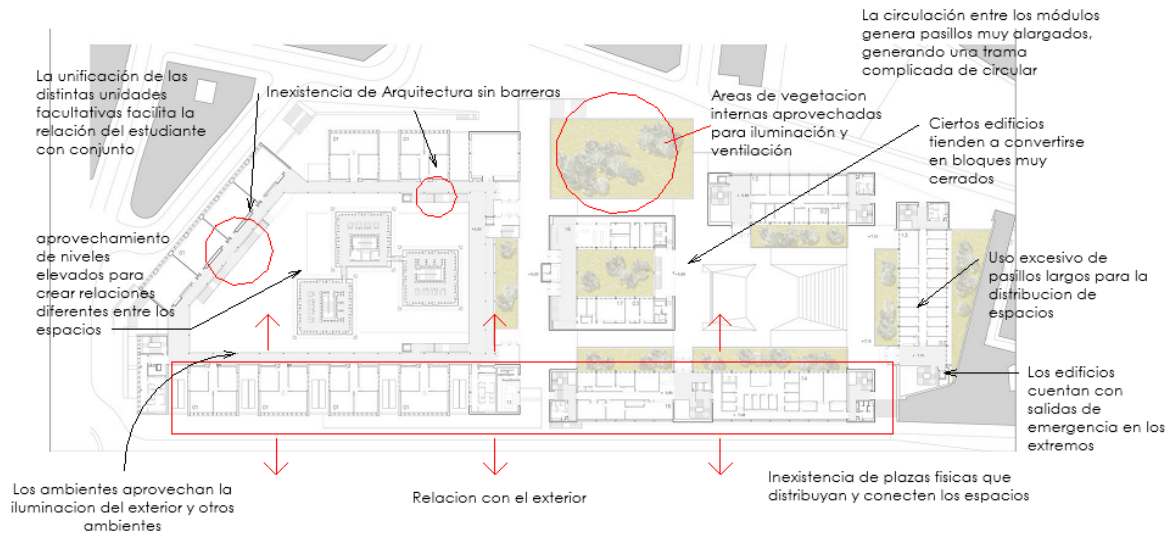 La circulación entre los módulos
genera pasillos muy alargados,
generando una trama
complicada de circular
La unificación de las
distintas unidades
facultativas facilita la
relación del estudiante
con conjunto
Inexistencia de Arquitectura sin barreras
Areas de vegetacion
internas aprovechadas
para iluminación y
ventilación
Ciertos edificios
tienden a convertirse
en bloques muy
cerrados
aprovechamiento
de niveles
elevados para
crear relaciones
diferentes entre los
espacios
Uso excesivo de
pasillos largos para la
distribucion de
espacios
Los edificios
cuentan con
salidas de
emergencia en los
extremos
Los ambientes aprovechan la
iluminacion del exterior y otros
ambientes
Relacion con el exterior
Inexistencia de plazas fisicas que
distribuyan y conecten los espacios